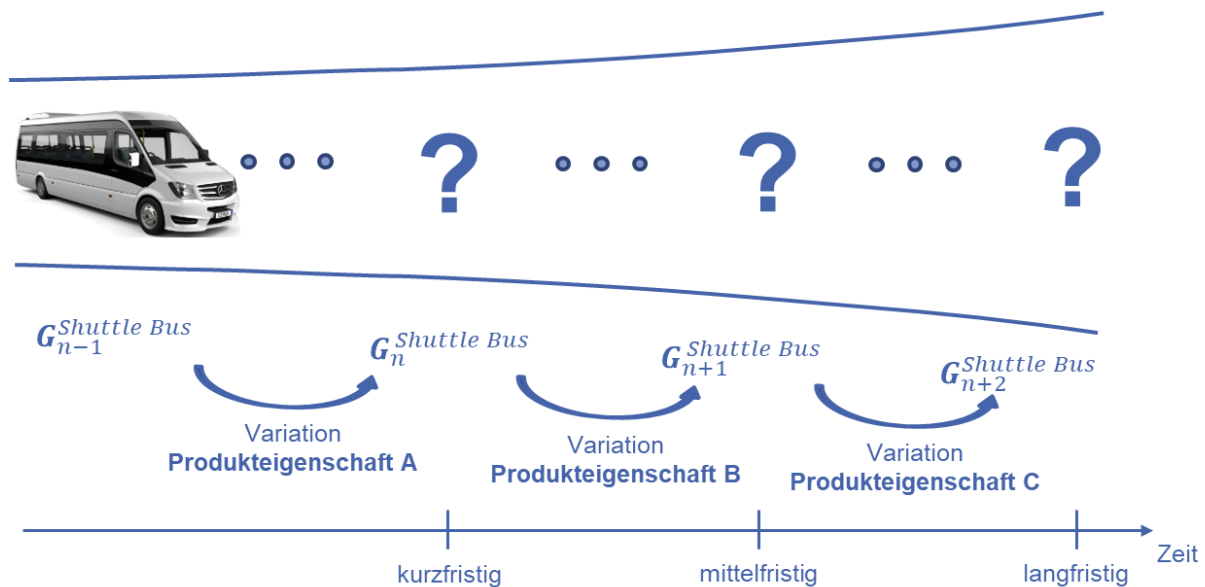 ? ? ?
G_{n-1}^{Shuttle Bus} G_n^{Shuttle Bus} G_{n+1}^{Shuttle Bus} G_{n+2}^{Shuttle Bus}
Variation
Produkteigenschaft A
Variation
Produkteigenschaft B
Variation
Produkteigenschaft C
Zeit
kurzfristig mittelfristig langfristig